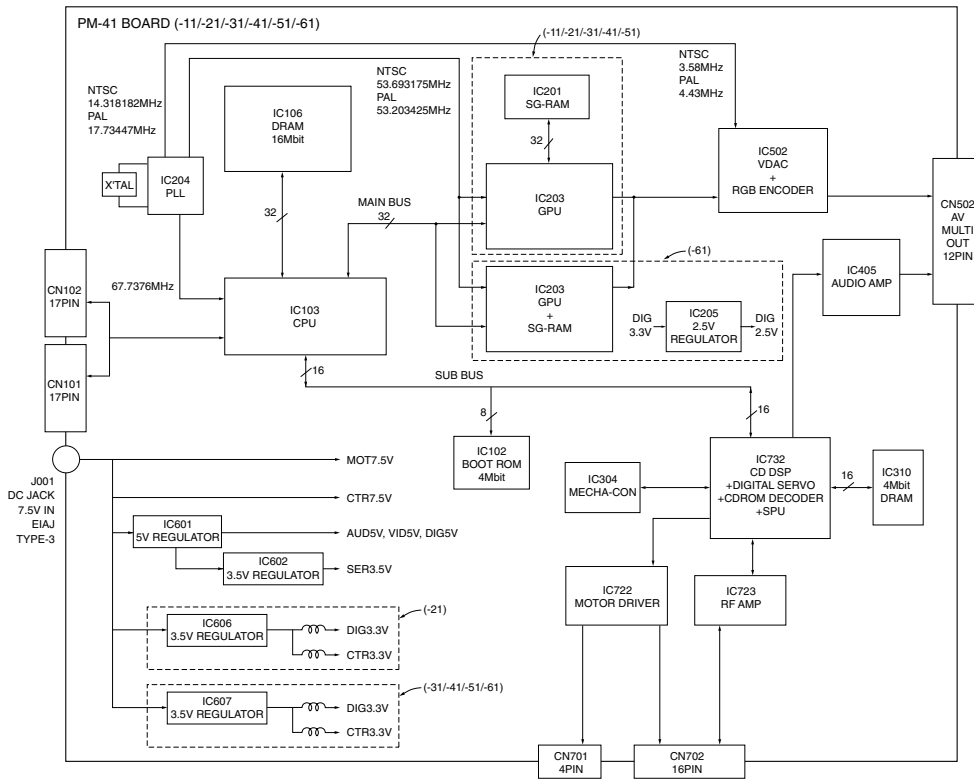 PM-41 BOARD (-11/-21/-31/-41/-51/-61)
(-11/-21/-31/-41/-51)
NTSC
14.318182MHz
PAL
17.73447MHz
NTSC
53.693175MHz
PAL
53.203425MHz
NTSC
3.58MHz
PAL
4.43MHz
IC106
DRAM
16Mbit
IC201
SG-RAM
32
X'TAL
IC204
PLL
IC203
GPU
IC502
VDAC
+
RGB ENCODER
CN502
AV
MULTI
OUT
12PIN
32
MAIN BUS
32
(-61)
CN102
17PIN
67.7376MHz
IC103
CPU
IC203
GPU
+
SG-RAM
DIG
3.3V
IC205
2.5V
REGULATOR
DIG
2.5V
IC405
AUDIO AMP
CN101
17PIN
16
SUB BUS
8
16
J001
DC JACK
7.5V IN
EIAJ
TYPE-3
MOT7.5V
CTR7.5V
IC102
BOOT ROM
4Mbit
IC304
MECHA-CON
IC732
CD DSP
+DIGITAL SERVO
+CDROM DECODER
+SPU
16
IC310
4Mbit
DRAM
IC601
5V REGULATOR
AUD5V, VID5V, DIG5V
IC602
3.5V REGULATOR
SER3.5V
IC722
MOTOR DRIVER
IC723
RF AMP
(-21)
IC606
3.5V REGULATOR
DIG3.3V
CTR3.3V
(-31/-41/-51/-61)
IC607
3.5V REGULATOR
DIG3.3V
CTR3.3V
CN701
4PIN
CN702
16PIN